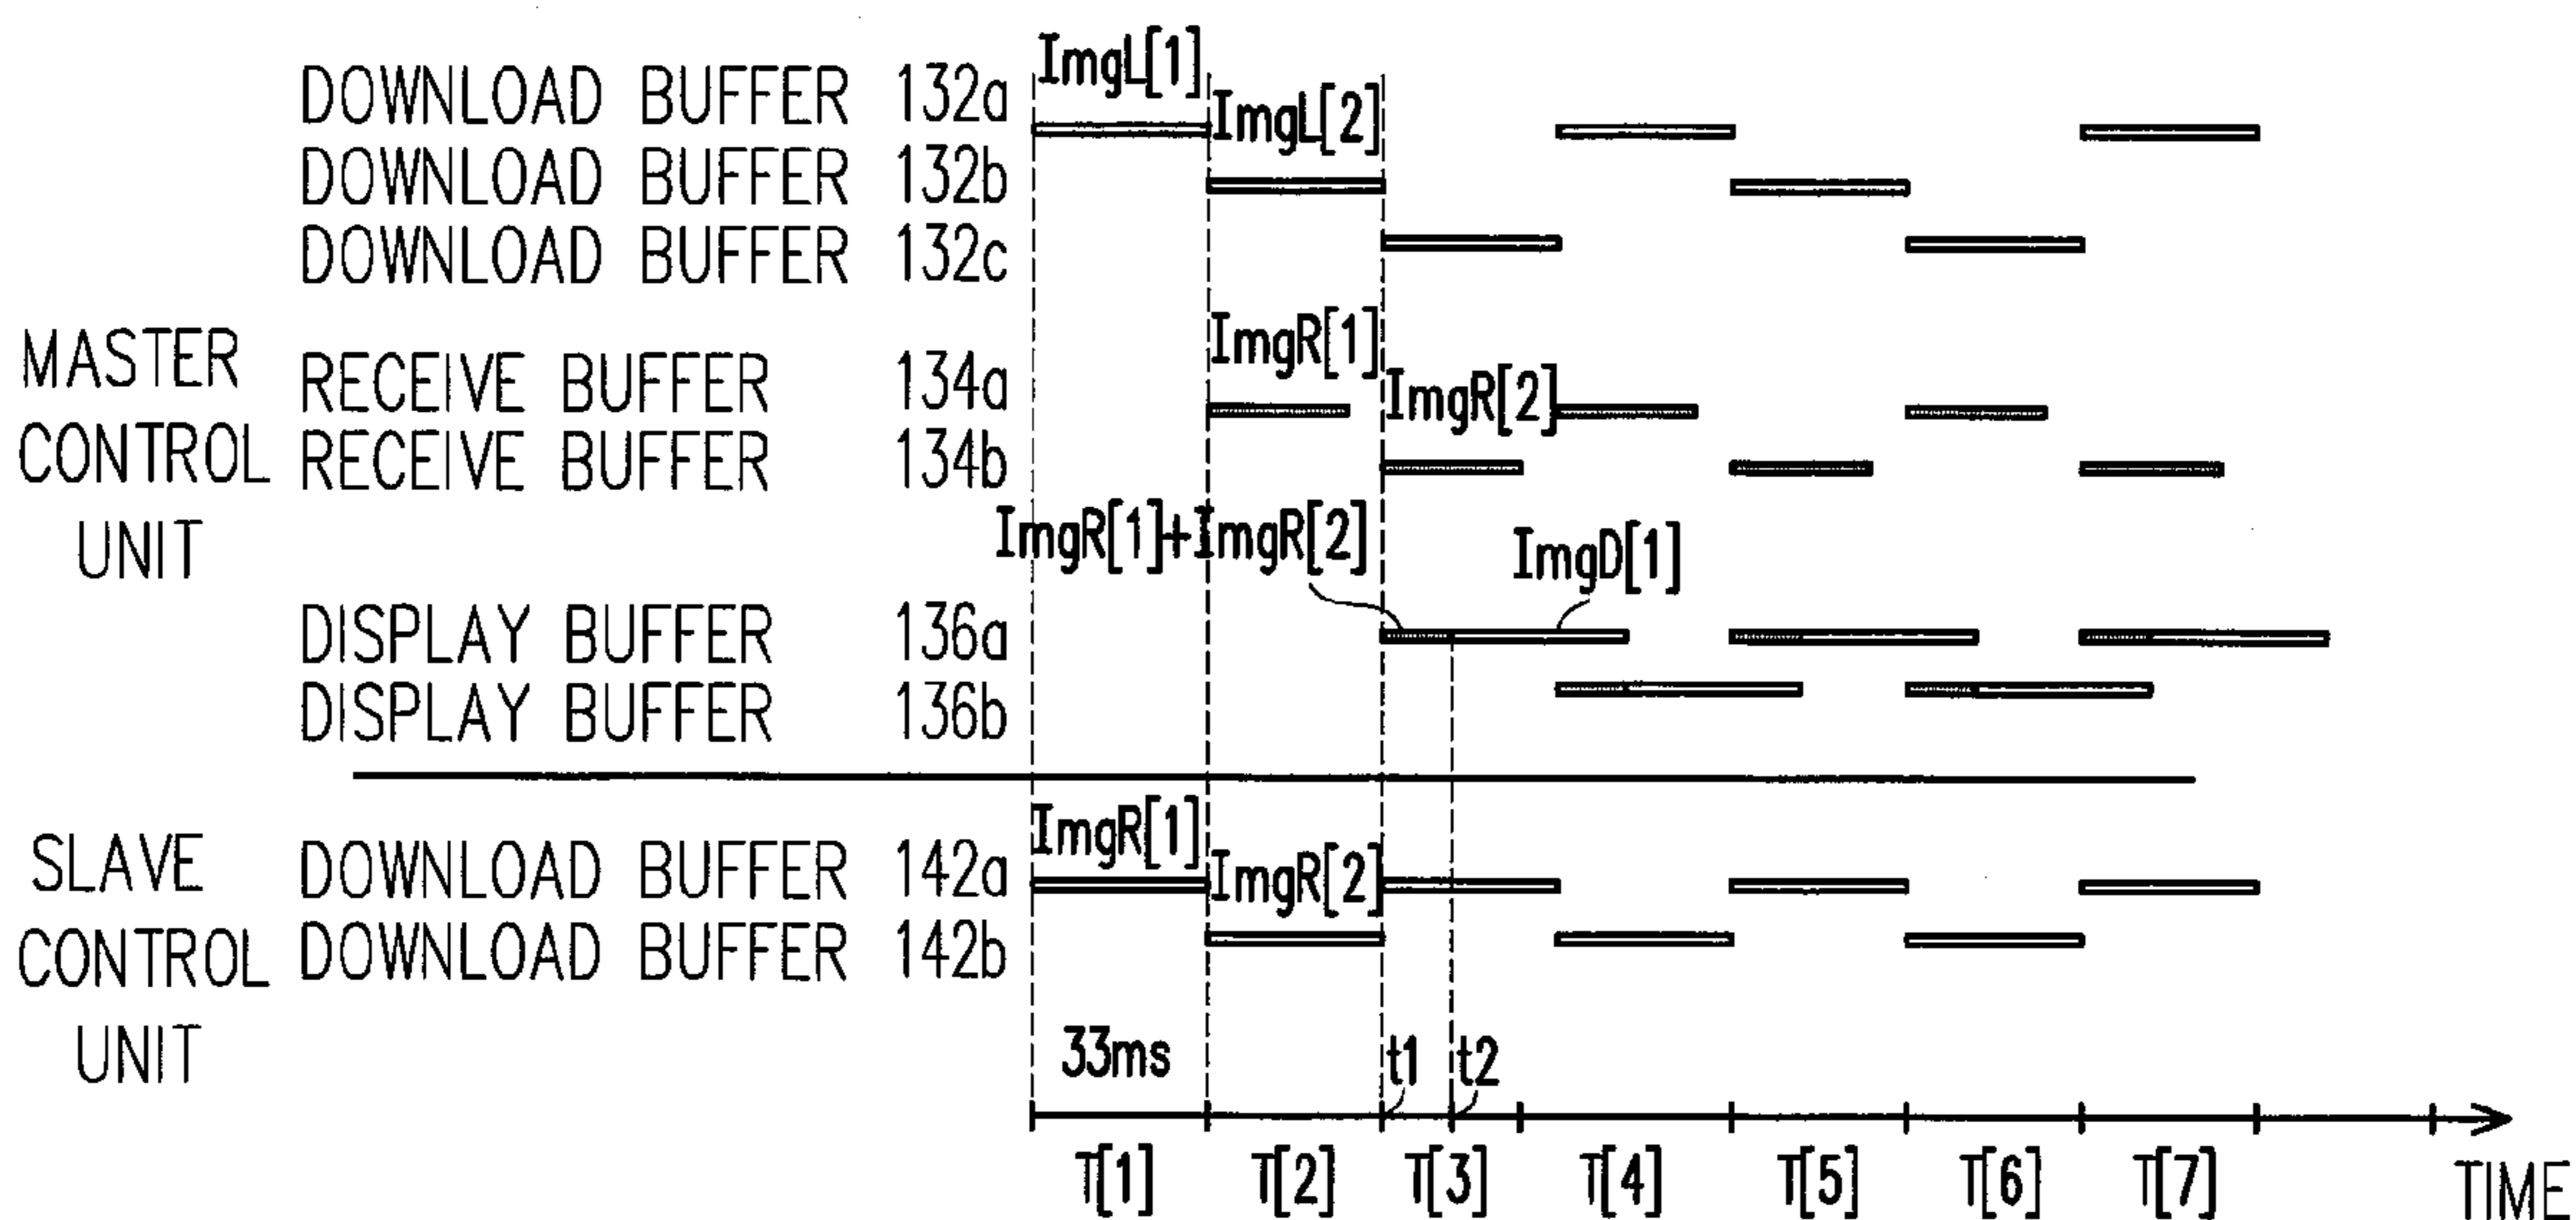 ImgL[1]
DOWNLOAD BUFFER 132a
ImgL[2]
DOWNLOAD BUFFER 132b
DOWNLOAD BUFFER 132c
MASTER
CONTROL
UNIT
ImgR[1]
RECEIVE BUFFER 134a
ImgR[2]
RECEIVE BUFFER 134b
ImgR[1]+ImgR[2]
ImgD[1]
DISPLAY BUFFER 136a
DISPLAY BUFFER 136b
SLAVE
CONTROL
UNIT
ImgR[1]
DOWNLOAD BUFFER 142a
ImgR[2]
DOWNLOAD BUFFER 142b
33ms
t1
t2
T[1]
T[2]
T[3]
T[4]
T[5]
T[6]
T[7]
TIME